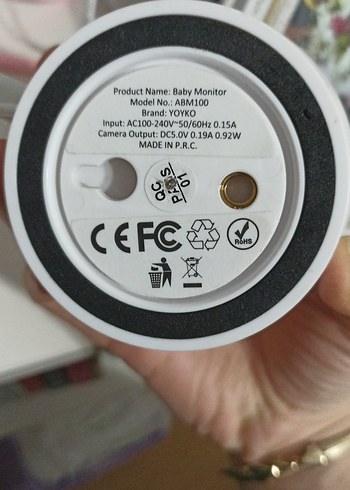 Product Name: Baby Monitor
Model No.: ABM100
Brand: YOYKO
Input: AC100-240V~50/60Hz 0.15A
Camera Output: DC5.0V 0.19A 0.92W
MADE IN P.R.C.
QC
PASS
01
CE FC
RoHS